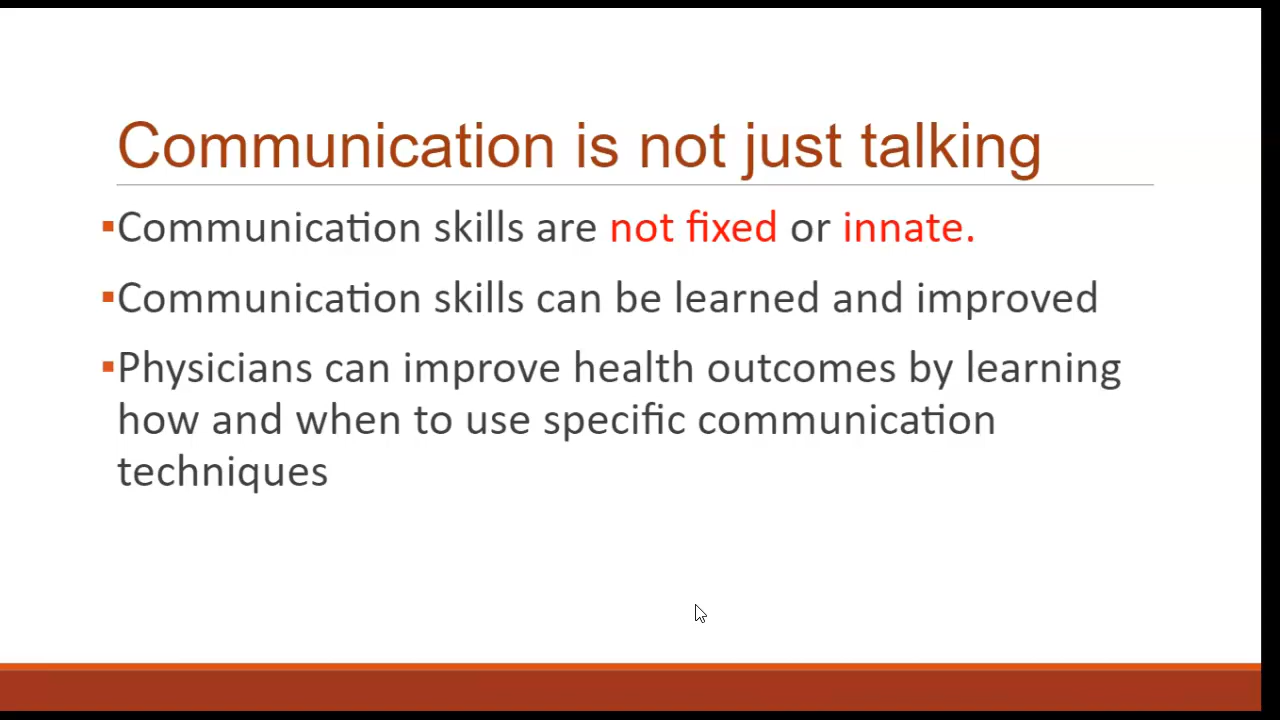 Communication is not just talking
▪Communication skills are not fixed or innate.
▪Communication skills can be learned and improved
▪Physicians can improve health outcomes by learning
how and when to use specific communication
techniques